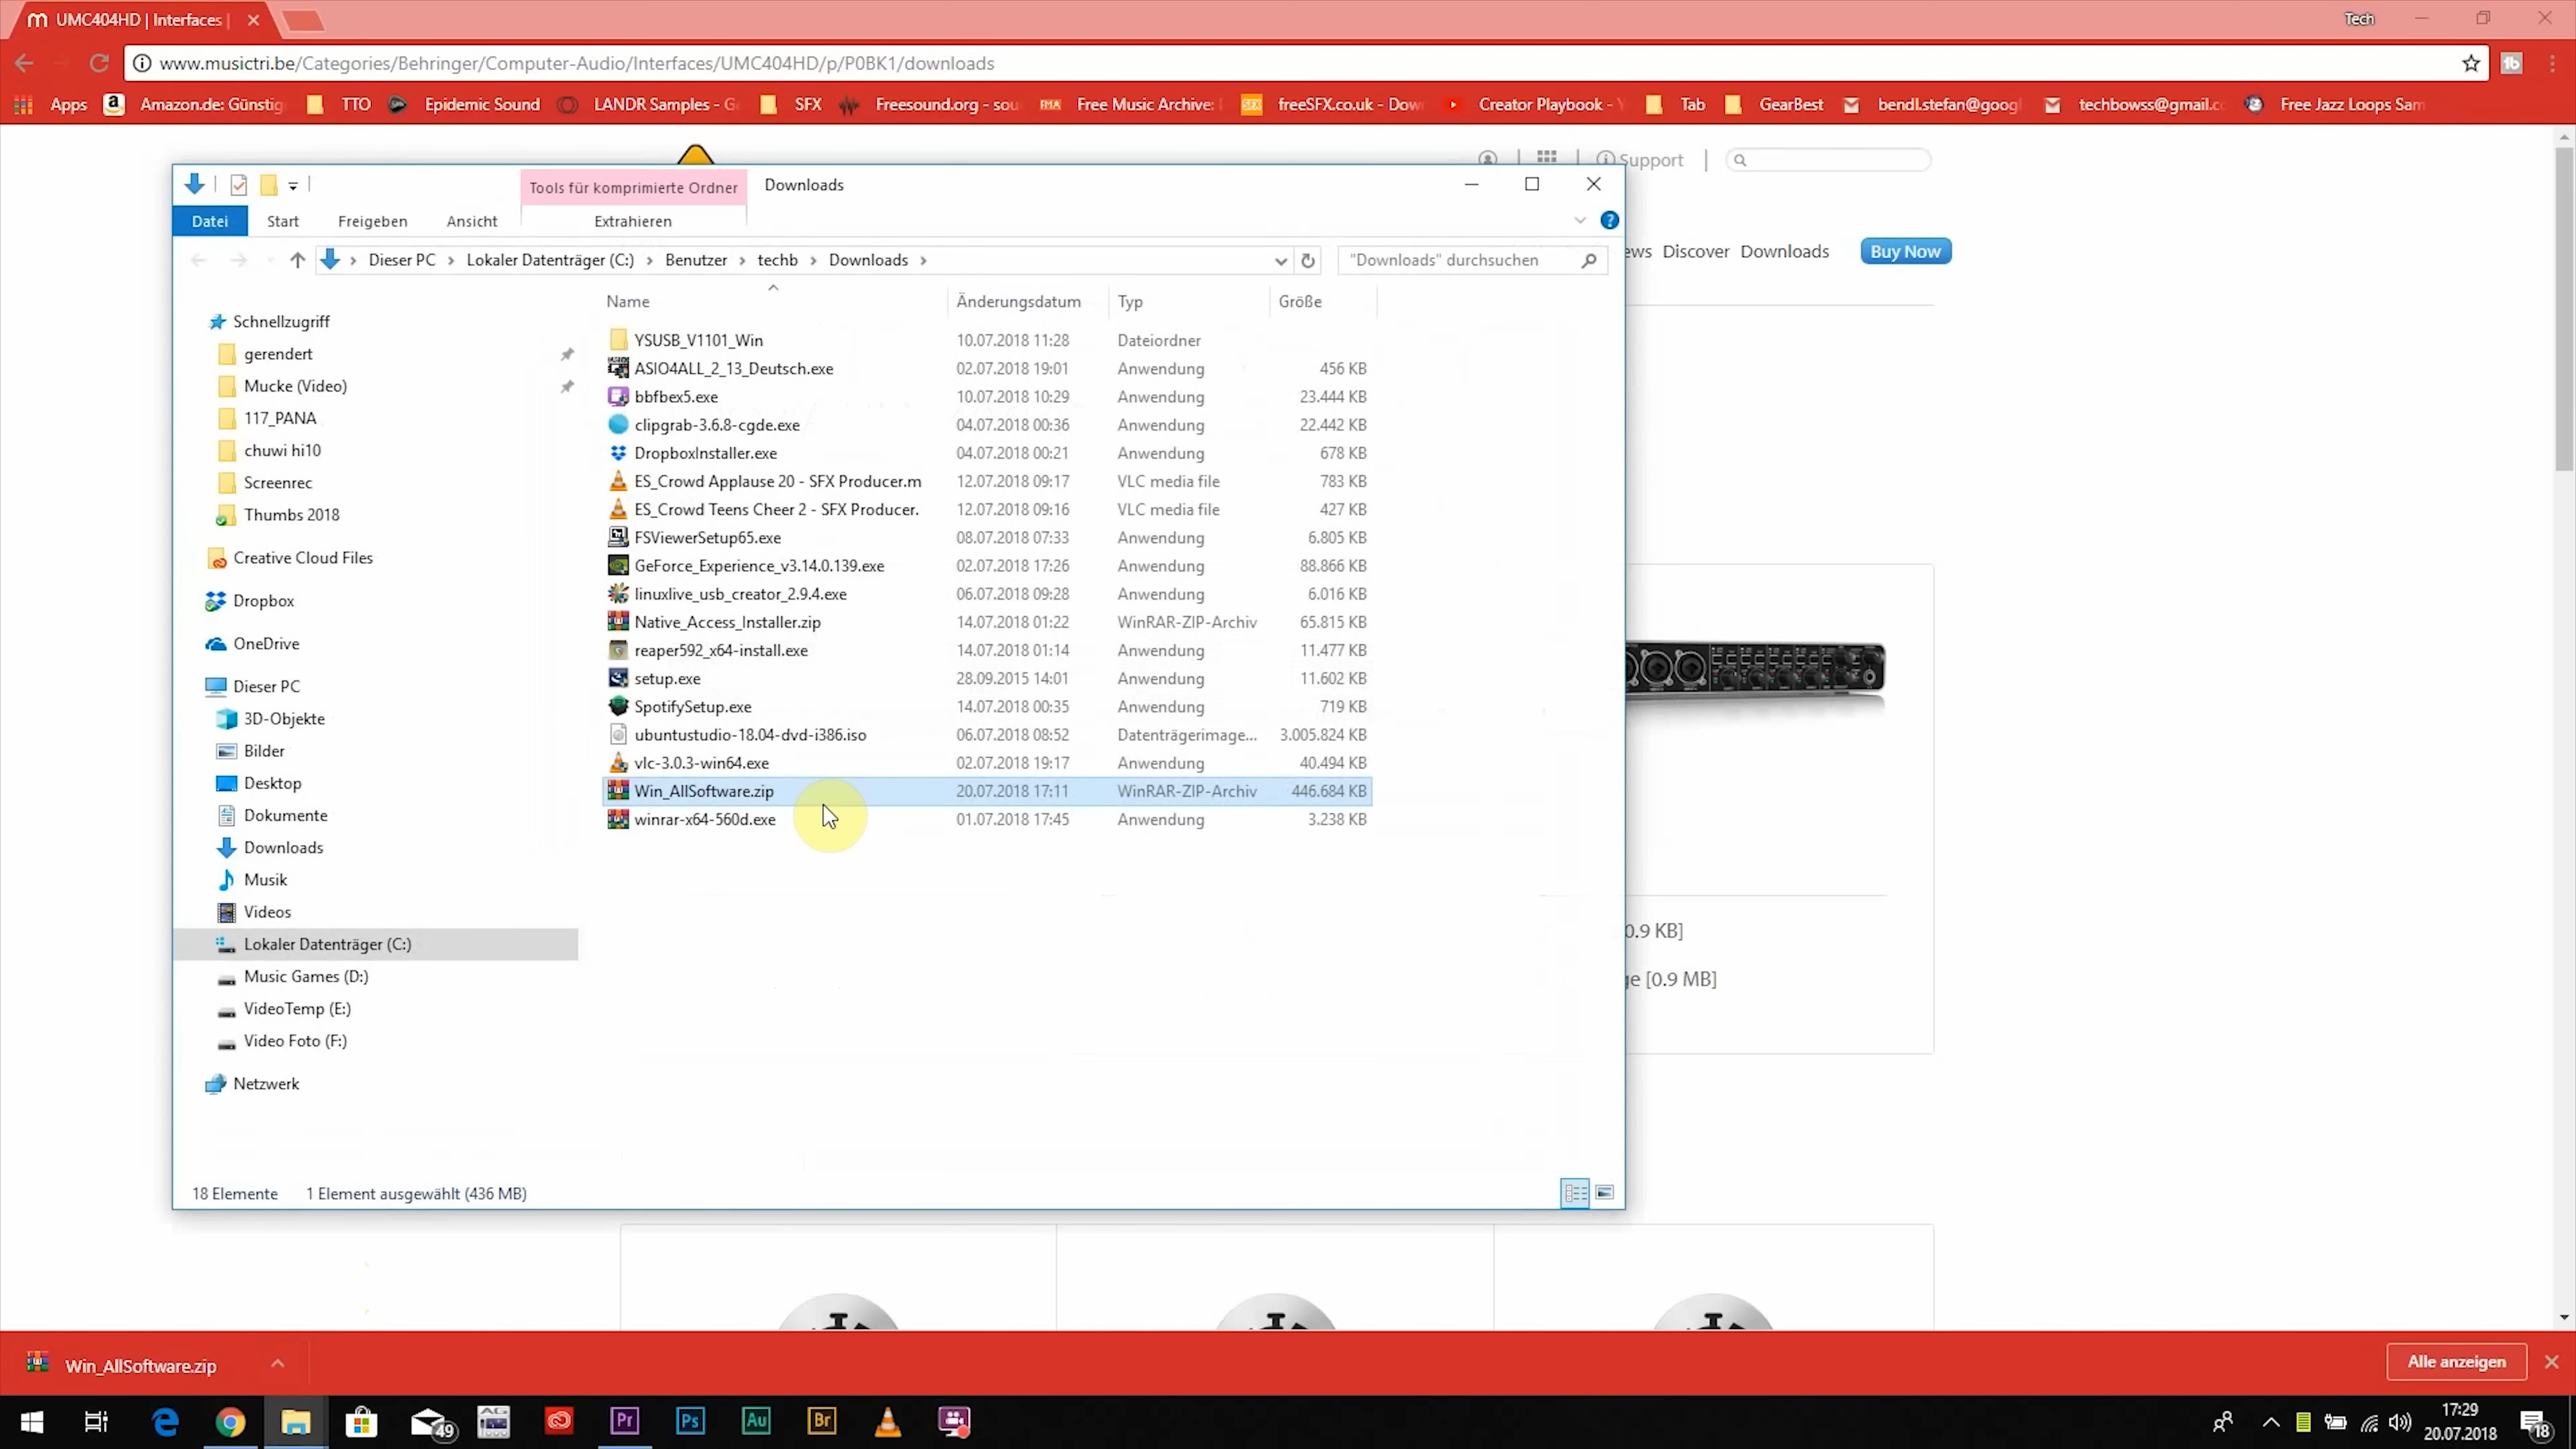 UMC404HD | Interfaces |
Tech
www.musictri.be/Categories/Behringer/Computer-Audio/Interfaces/UMC404HD/p/P0BK1/downloads
Apps
Amazon.de: Günstig
TTO
Epidemic Sound
LANDR Samples - G
SFX
Freesound.org - sou
Free Music Archive:
freeSFX.co.uk - Dow
Creator Playbook -
Tab
GearBest
bendl.stefan@goog
techbowss@gmail.c
Free Jazz Loops Sam
Support
Tools für komprimierte Ordner
Downloads
Datei
Start
Freigeben
Ansicht
Extrahieren
ews Discover Downloads
Buy Now
Dieser PC > Lokaler Datenträger (C:) > Benutzer > techb > Downloads >
"Downloads" durchsuchen
Name Änderungsdatum Typ Größe
Schnellzugriff
gerendert
Mucke (Video)
117_PANA
chuwi hi10
Screenrec
Thumbs 2018
Creative Cloud Files
Dropbox
OneDrive
Dieser PC
3D-Objekte
Bilder
Desktop
Dokumente
Downloads
Musik
Videos
Lokaler Datenträger (C:)
Music Games (D:)
VideoTemp (E:)
Video Foto (F:)
Netzwerk
YSUSB_V1101_Win 10.07.2018 11:28 Dateiordner
ASIO4ALL_2_13_Deutsch.exe 02.07.2018 19:01 Anwendung 456 KB
bbfbex5.exe 10.07.2018 10:29 Anwendung 23.444 KB
clipgrab-3.6.8-cgde.exe 04.07.2018 00:36 Anwendung 22.442 KB
DropboxInstaller.exe 04.07.2018 00:21 Anwendung 678 KB
ES_Crowd Applause 20 - SFX Producer.m 12.07.2018 09:17 VLC media file 783 KB
ES_Crowd Teens Cheer 2 - SFX Producer. 12.07.2018 09:16 VLC media file 427 KB
FSViewerSetup65.exe 08.07.2018 07:33 Anwendung 6.805 KB
GeForce_Experience_v3.14.0.139.exe 02.07.2018 17:26 Anwendung 88.866 KB
linuxlive_usb_creator_2.9.4.exe 06.07.2018 09:28 Anwendung 6.016 KB
Native_Access_Installer.zip 14.07.2018 01:22 WinRAR-ZIP-Archiv 65.815 KB
reaper592_x64-install.exe 14.07.2018 01:14 Anwendung 11.477 KB
setup.exe 28.09.2015 14:01 Anwendung 11.602 KB
SpotifySetup.exe 14.07.2018 00:35 Anwendung 719 KB
ubuntustudio-18.04-dvd-i386.iso 06.07.2018 08:52 Datenträgerimage... 3.005.824 KB
vlc-3.0.3-win64.exe 02.07.2018 19:17 Anwendung 40.494 KB
Win_AllSoftware.zip 20.07.2018 17:11 WinRAR-ZIP-Archiv 446.684 KB
winrar-x64-560d.exe 01.07.2018 17:45 Anwendung 3.238 KB
0.9 KB]
ge [0.9 MB]
18 Elemente 1 Element ausgewählt (436 MB)
Win_AllSoftware.zip
Alle anzeigen
49
AG
Pr
Ps
Au
Br
17:29
20.07.2018
18